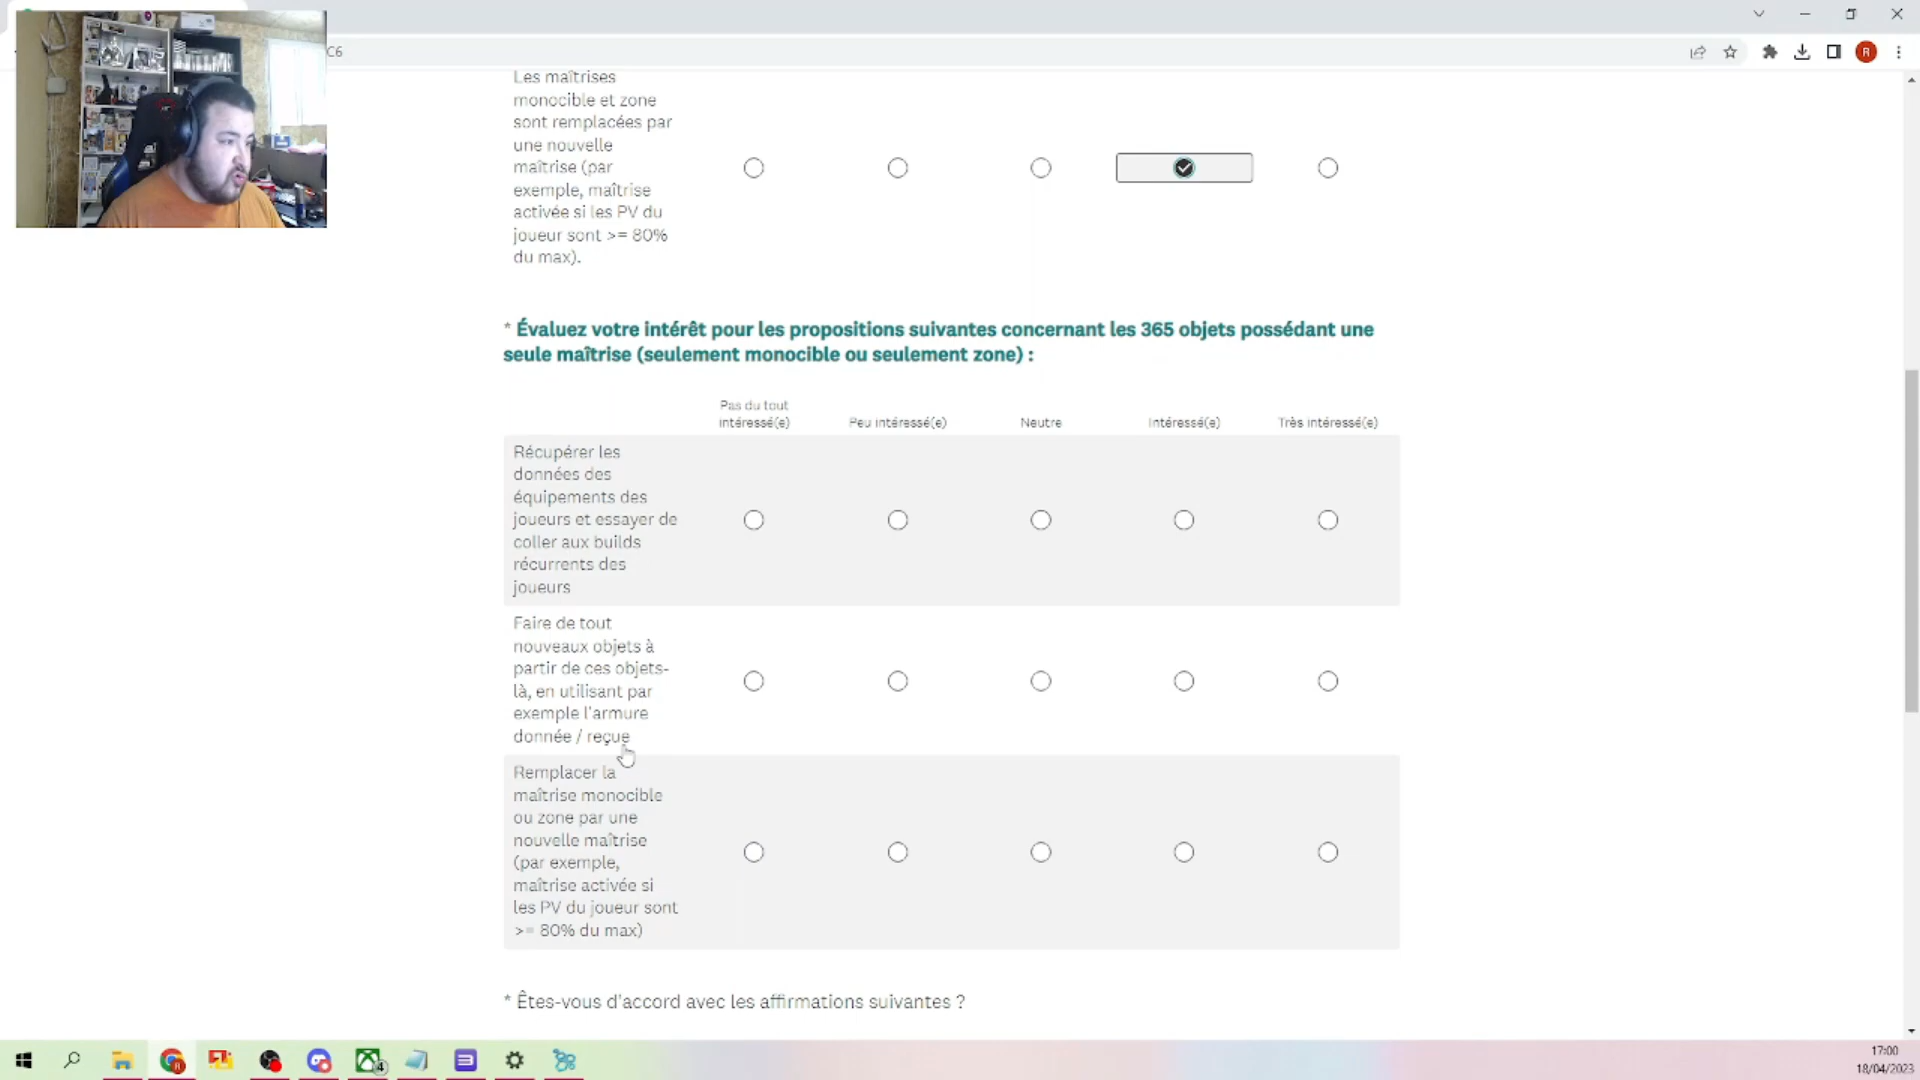 C6
R
Les maîtrises
monocible et zone
sont remplacées par
une nouvelle
maîtrise (par
exemple, maîtrise
activée si les PV du
joueur sont >= 80%
du max).
* Évaluez votre intérêt pour les propositions suivantes concernant les 365 objets possédant une
seule maîtrise (seulement monocible ou seulement zone) :
Pas du tout
intéressé(e)
Peu intéressé(e)
Neutre
Intéressé(e)
Très intéressé(e)
Récupérer les
données des
équipements des
joueurs et essayer de
coller aux builds
récurrents des
joueurs
Faire de tout
nouveaux objets à
partir de ces objets-
là, en utilisant par
exemple l'armure
donnée / reçue
Remplacer la
maîtrise monocible
ou zone par une
nouvelle maîtrise
(par exemple,
maîtrise activée si
les PV du joueur sont
>= 80% du max)
* Êtes-vous d'accord avec les affirmations suivantes ?
4
17:00
18/04/2023